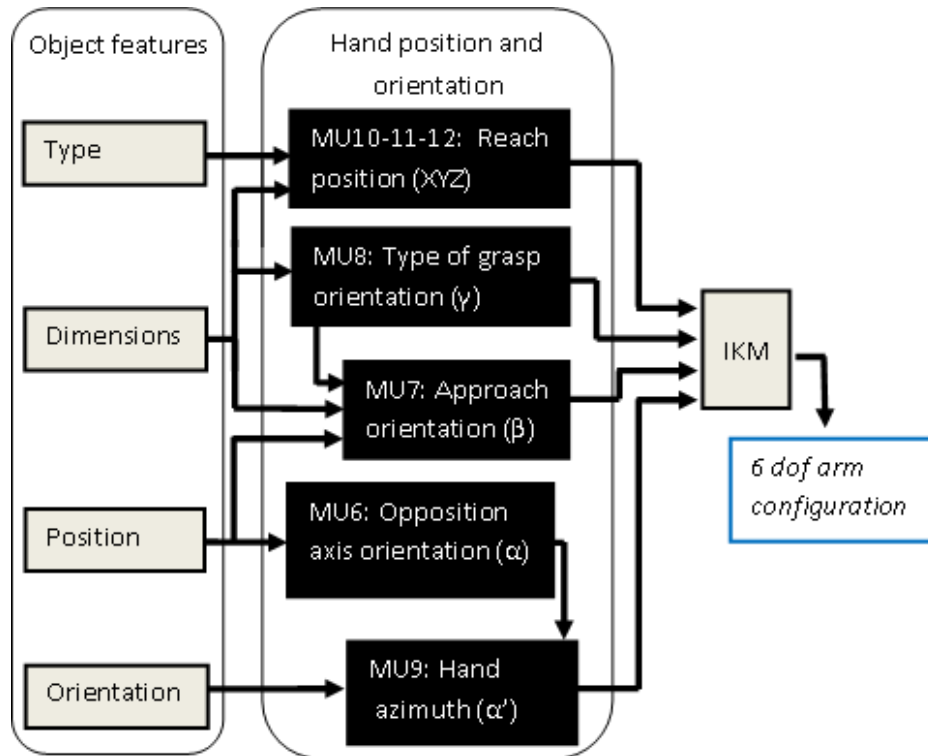 Object features
Hand position and
orientation
Type
MU10-11-12: Reach
position (XYZ)
MU8: Type of grasp
orientation (γ)
Dimensions
IKM
MU7: Approach
orientation (β)
6 dof arm
configuration
Position
MU6: Opposition
axis orientation (α)
Orientation
MU9: Hand
azimuth (α’)